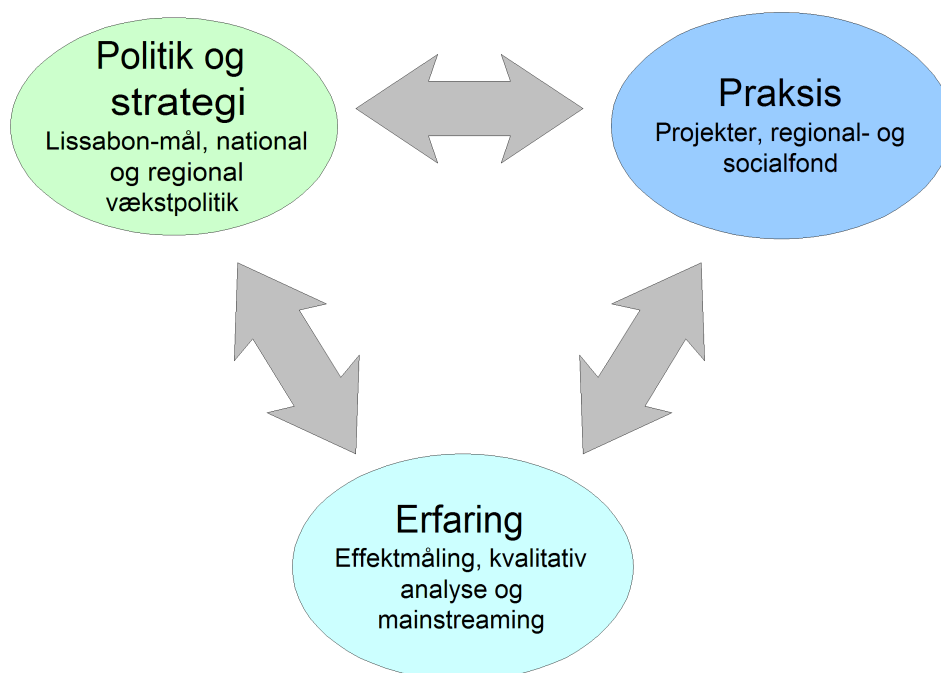 Politik og
strategi
Lissabon-mål, national
og regional
vækstpolitik
Praksis
Projekter, regional- og
socialfond
Erfaring
Effektmåling, kvalitativ
analyse og
mainstreaming